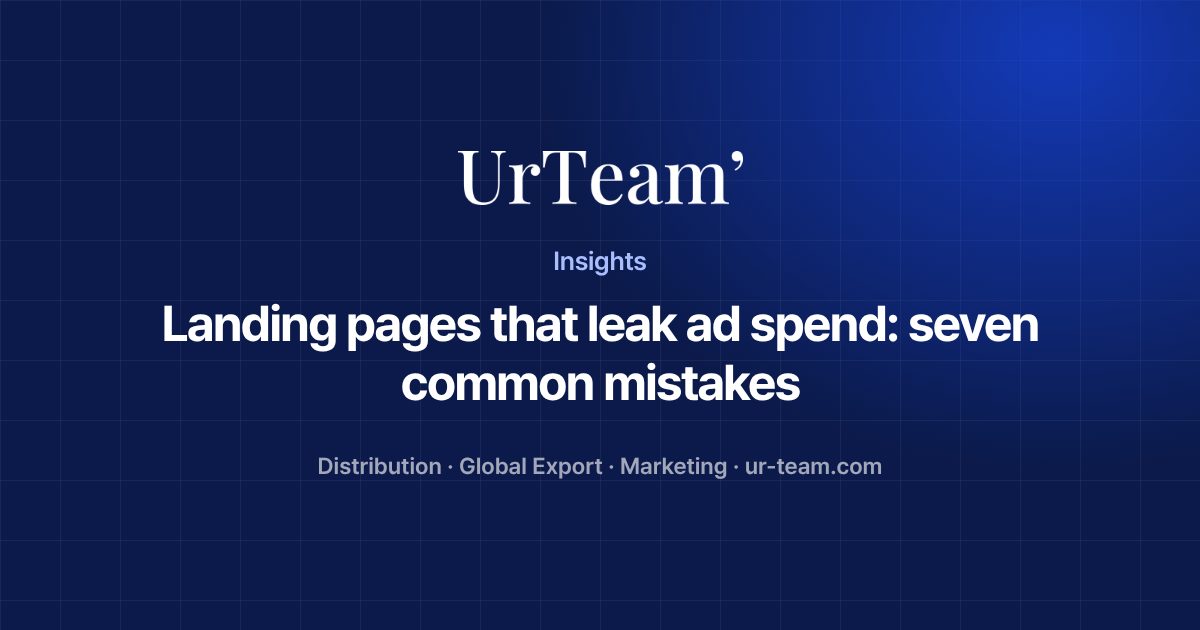 UrTeam’
Insights
Landing pages that leak ad spend: seven
common mistakes
Distribution · Global Export · Marketing · ur-team.com